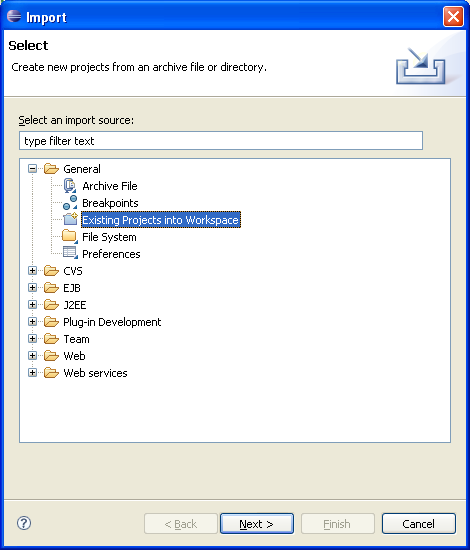 Import
Select
Create new projects from an archive file or directory.
Select an import source:
type filter text
General
Archive File
Breakpoints
Existing Projects into Workspace
File System
Preferences
CVS
EJB
J2EE
Plug-in Development
Team
Web
Web services
? < Back Next > Finish Cancel